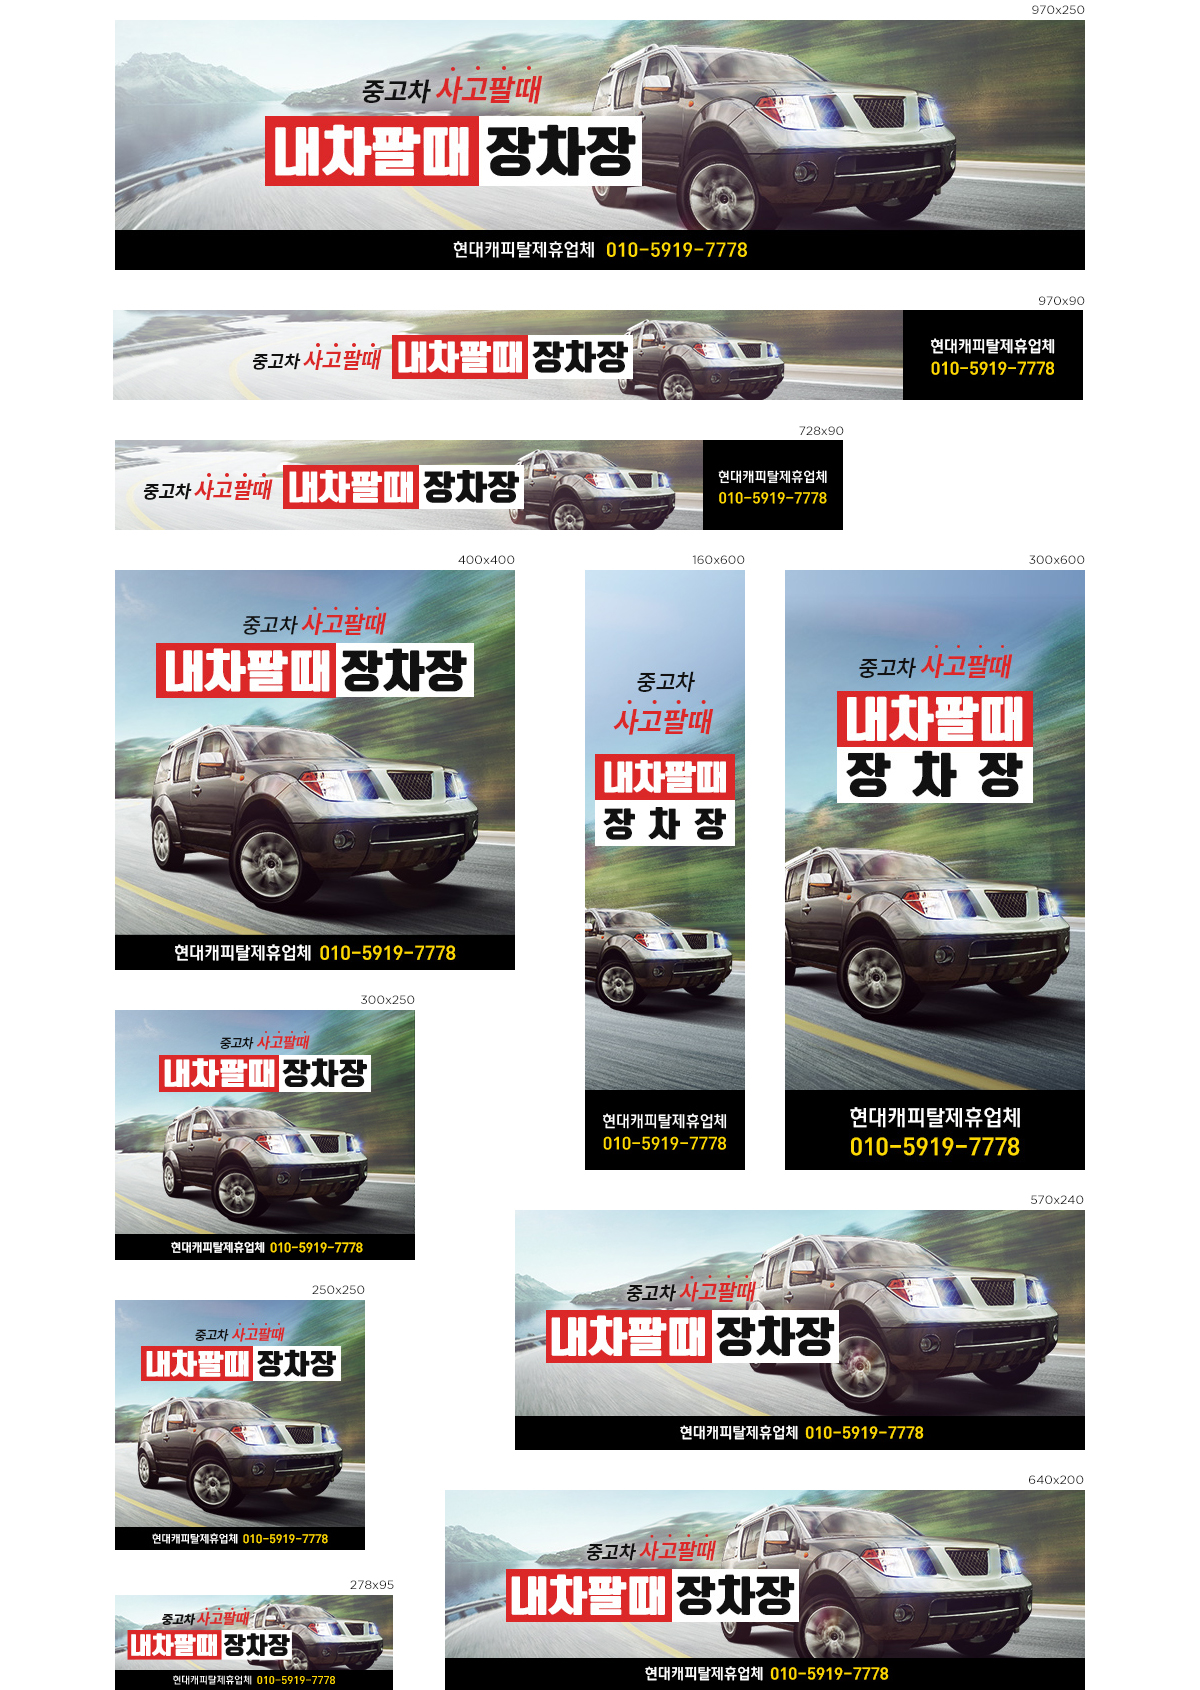 970x250
중고차 사고팔때
내차팔때 장차장
현대캐피탈제휴업체 010-5919-7778
970x90
중고차 사고팔때 내차팔때 장차장
현대캐피탈제휴업체
010-5919-7778
728x90
중고차 사고팔때 내차팔때 장차장
현대캐피탈제휴업체
010-5919-7778
400x400
중고차 사고팔때
내차팔때 장차장
현대캐피탈제휴업체 010-5919-7778
160x600
중고차
사고팔때
내차팔때
장 차 장
현대캐피탈제휴업체
010-5919-7778
300x600
중고차 사고팔때
내차팔때
장 차 장
현대캐피탈제휴업체
010-5919-7778
300x250
중고차 사고팔때
내차팔때 장차장
현대캐피탈제휴업체 010-5919-7778
570x240
중고차 사고팔때
내차팔때 장차장
현대캐피탈제휴업체 010-5919-7778
250x250
중고차 사고팔때
내차팔때 장차장
현대캐피탈제휴업체 010-5919-7778
640x200
중고차 사고팔때
내차팔때 장차장
현대캐피탈제휴업체 010-5919-7778
278x95
중고차 사고팔때
내차팔때 장차장
현대캐피탈제휴업체 010-5919-7778